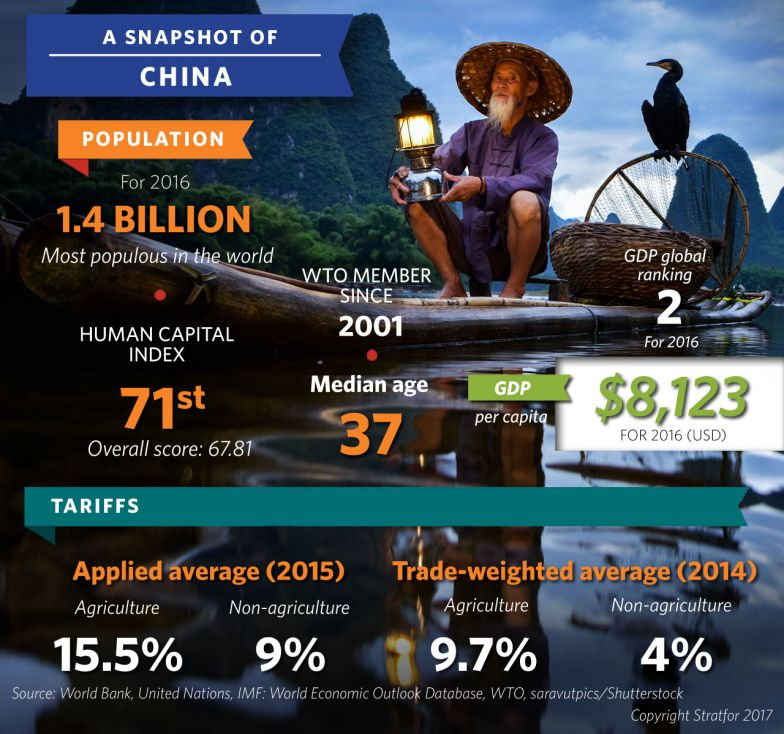 A SNAPSHOT OF
CHINA
POPULATION
For 2016
1.4 BILLION
Most populous in the world
HUMAN CAPITAL
INDEX
71st
Overall score: 67.81
WTO MEMBER
SINCE
2001
Median age
37
GDP global
ranking
2
For 2016
GDP
per capita
$8,123
FOR 2016 (USD)
TARIFFS
Applied average (2015)
Agriculture
Non-agriculture
15.5%
9%
Trade-weighted average (2014)
Agriculture
Non-agriculture
9.7%
4%
Source: World Bank, United Nations, IMF: World Economic Outlook Database, WTO, saravutpics/Shutterstock
Copyright Stratfor 2017